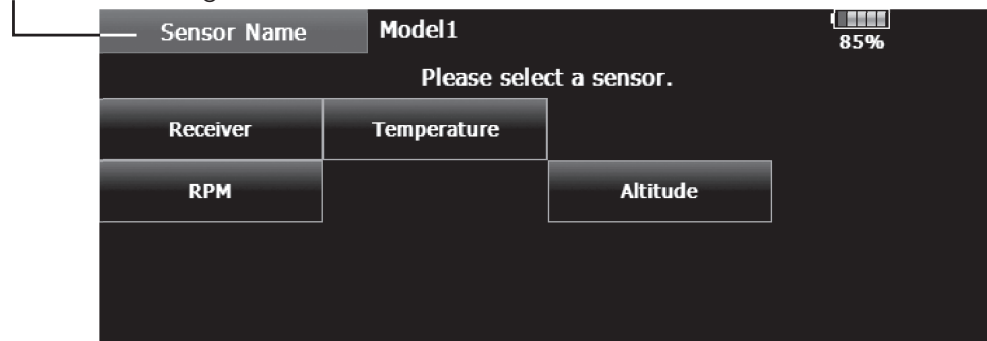 Sensor Name Model1
85%
Please select a sensor.
Receiver Temperature
RPM Altitude